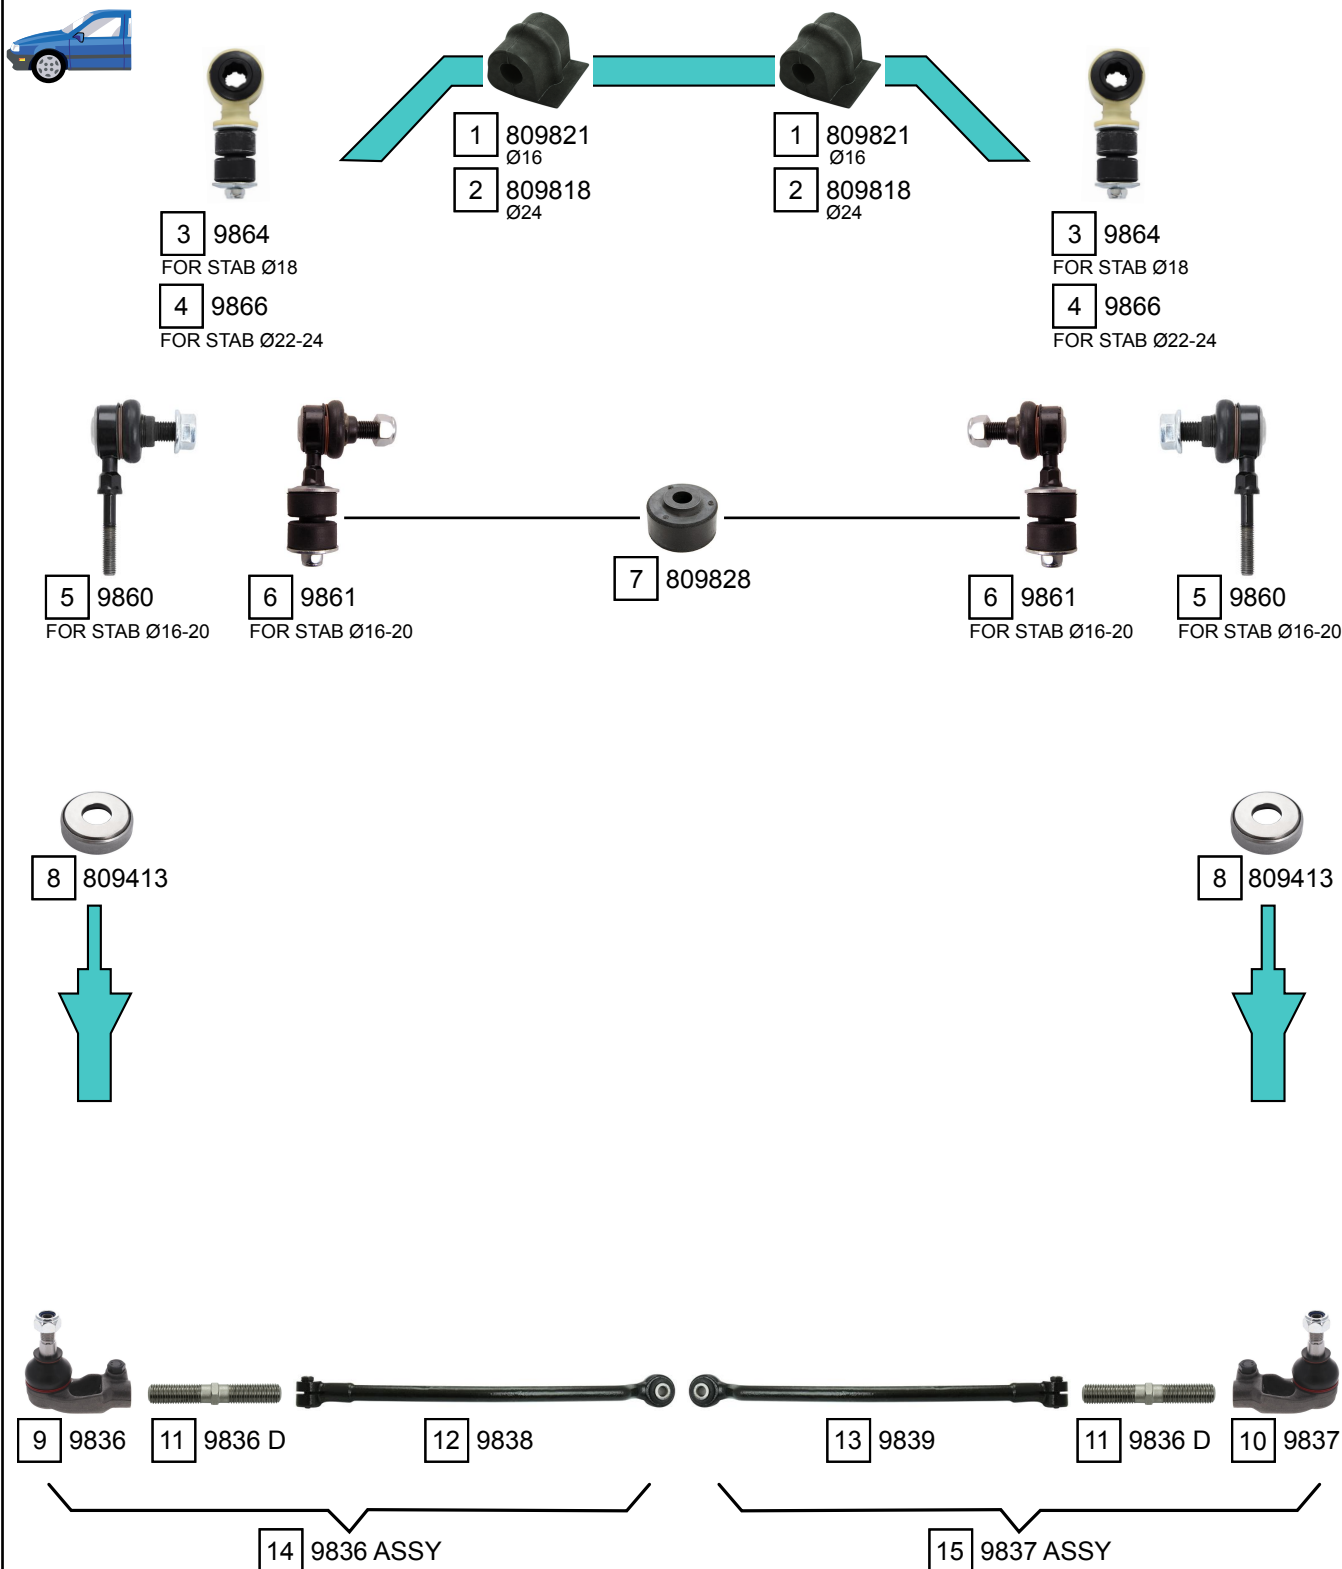 1 809821
Ø16
2 809818
Ø24
1 809821
Ø16
2 809818
Ø24
3 9864
FOR STAB Ø18
4 9866
FOR STAB Ø22-24
3 9864
FOR STAB Ø18
4 9866
FOR STAB Ø22-24
5 9860
FOR STAB Ø16-20
6 9861
FOR STAB Ø16-20
7 809828
6 9861
FOR STAB Ø16-20
5 9860
FOR STAB Ø16-20
8 809413
8 809413
9 9836
11 9836 D
12 9838
13 9839
11 9836 D
10 9837
14 9836 ASSY
15 9837 ASSY